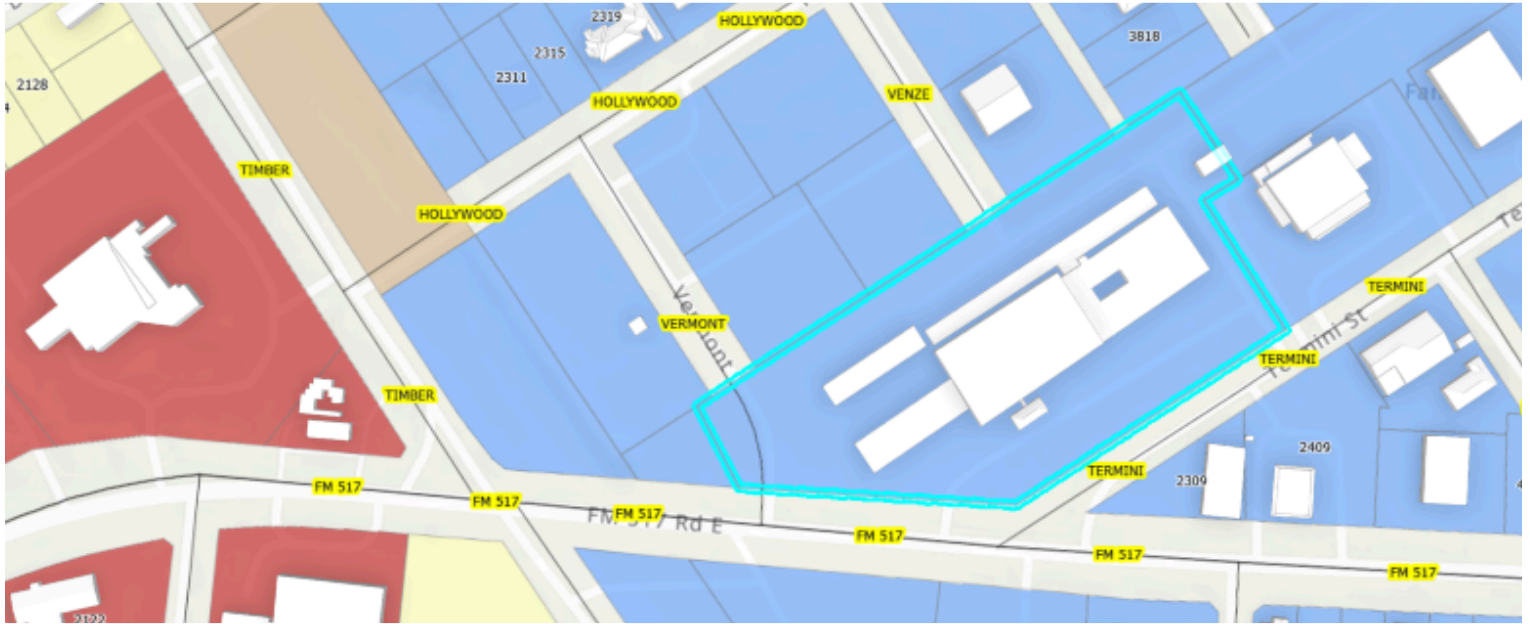 2319
HOLLYWOOD
2315
3818
2311
2128
VENZE
HOLLYWOOD
TIMBER
HOLLYWOOD
TERMINI
Vermont
VERMONT
Termini St
TERMINI
TIMBER
2409
TERMINI
2309
FM 517
FM 517
FM 517 Rd E
FM 517
FM 517
FM 517
FM 517